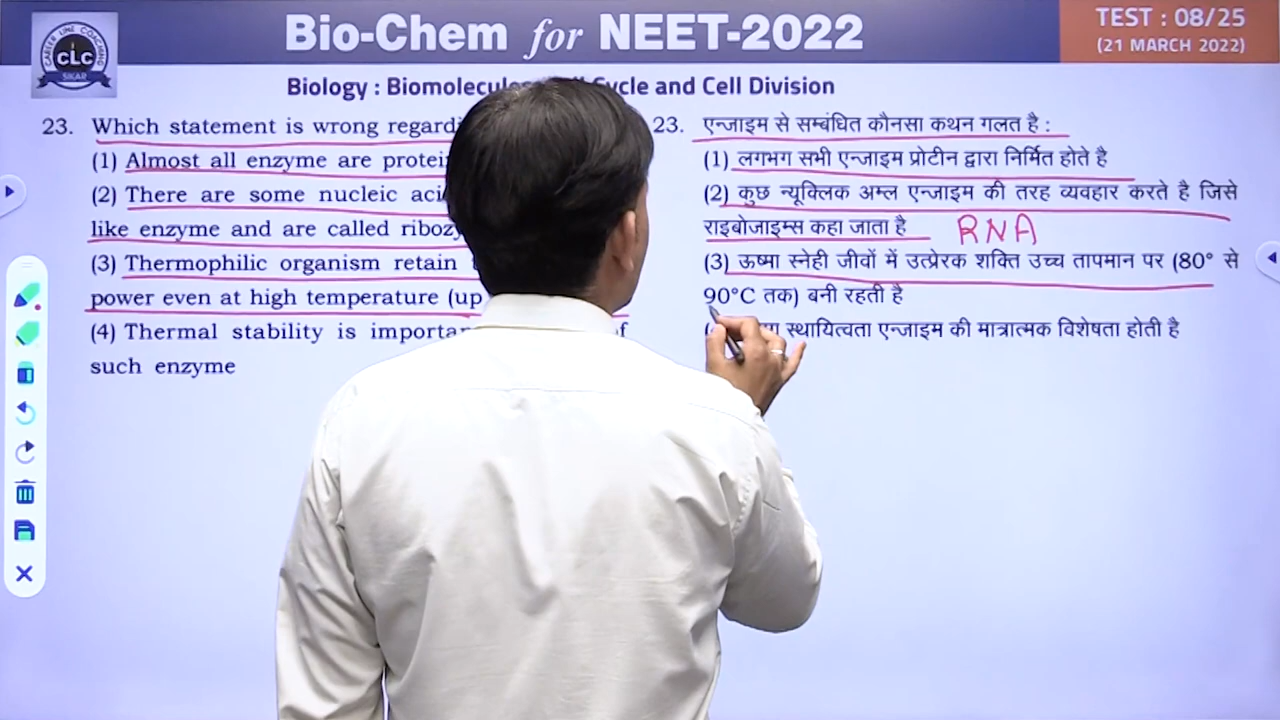 CAREER LINE COACHING
CLC
SIKAR
Bio-Chem for NEET-2022
TEST : 08/25
(21 MARCH 2022)
Biology : Biomolecules Cycle and Cell Division
23. Which statement is wrong
(1) Almost all enzyme are
(2) There are some nucleic
like enzyme and are called
(3) Thermophilic organism retain
power even at high temperature (up
(4) Thermal stability is
such enzyme
23. एन्जाइम से सम्बंधित कौनसा कथन गलत है :
(1) लगभग सभी एन्जाइम प्रोटीन द्वारा निर्मित होते है
(2) कुछ न्यूक्लिक अम्ल एन्जाइम की तरह व्यवहार करते है जिसे
राइबोजाइम्स कहा जाता है RNA
(3) ऊष्मा स्नेही जीवों में उत्प्रेरक शक्ति उच्च तापमान पर (80° से
90°C तक) बनी रहती है
स्थायित्वता एन्जाइम की मात्रात्मक विशेषता होती है